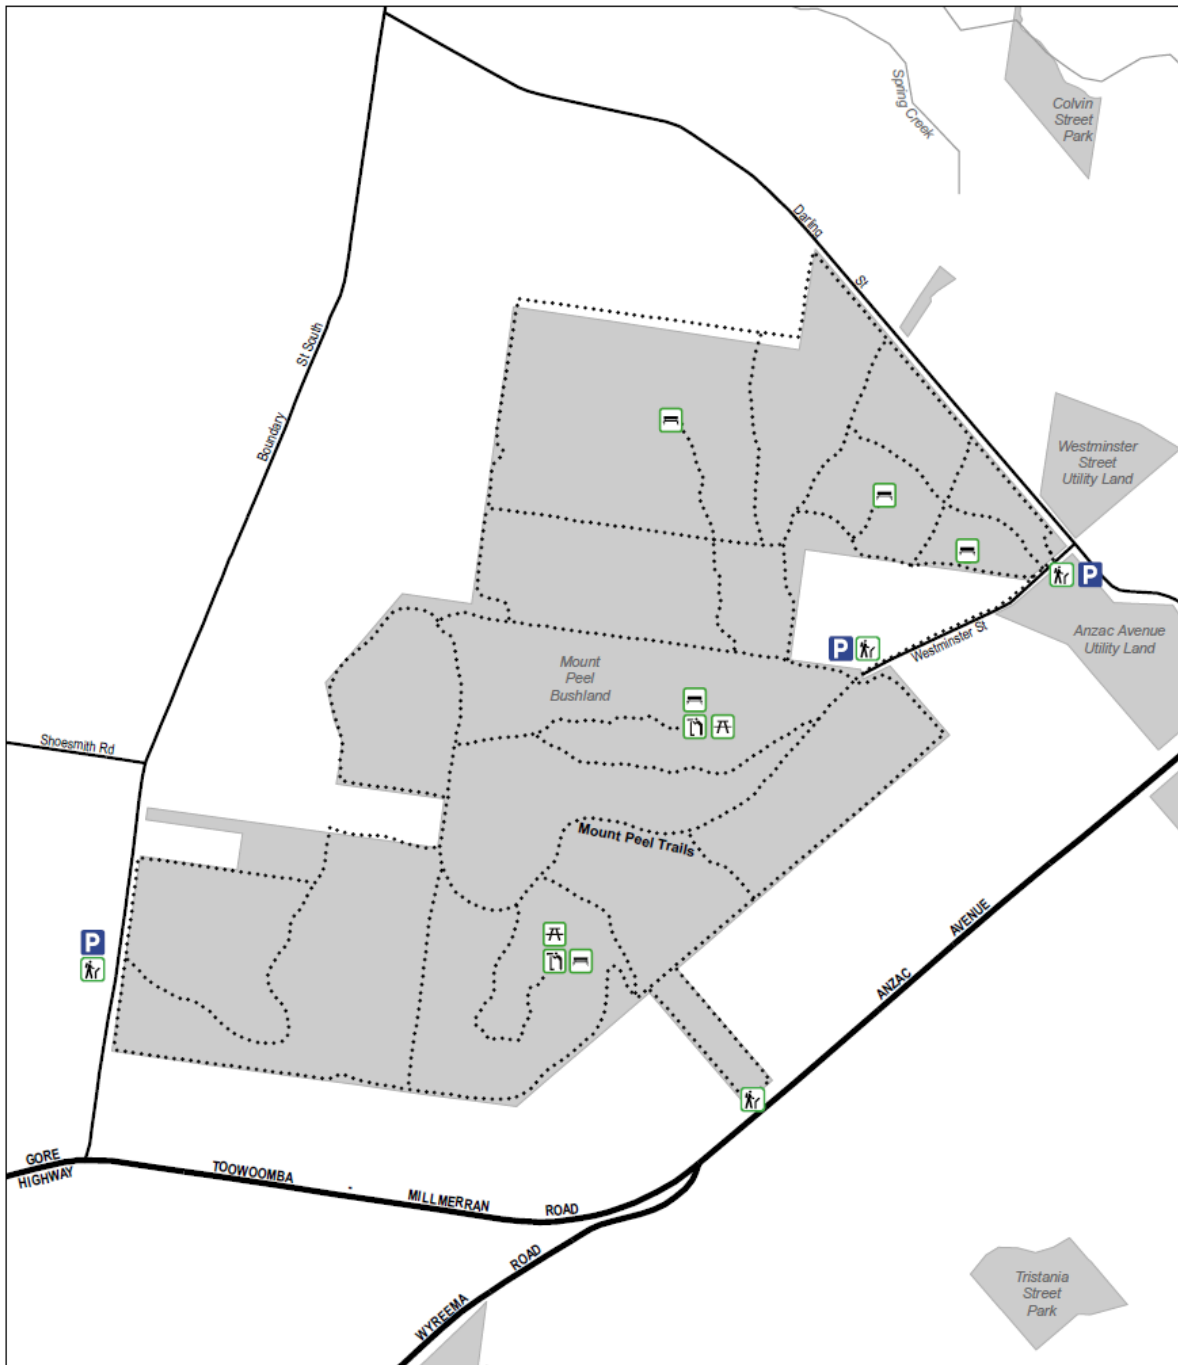 Spring Creek
Colvin
Street
Park
Darling
St
St South
Boundary
Westminster
Street
Utility Land
P
Anzac Avenue
Utility Land
P
Westminster St
Mount
Peel
Bushland
Shoesmith Rd
Mount Peel Trails
P
AVENUE
ANZAC
GORE
HIGHWAY
TOOWOOMBA
MILLMERRAN
ROAD
ROAD
WYREEMA
Tristania
Street
Park